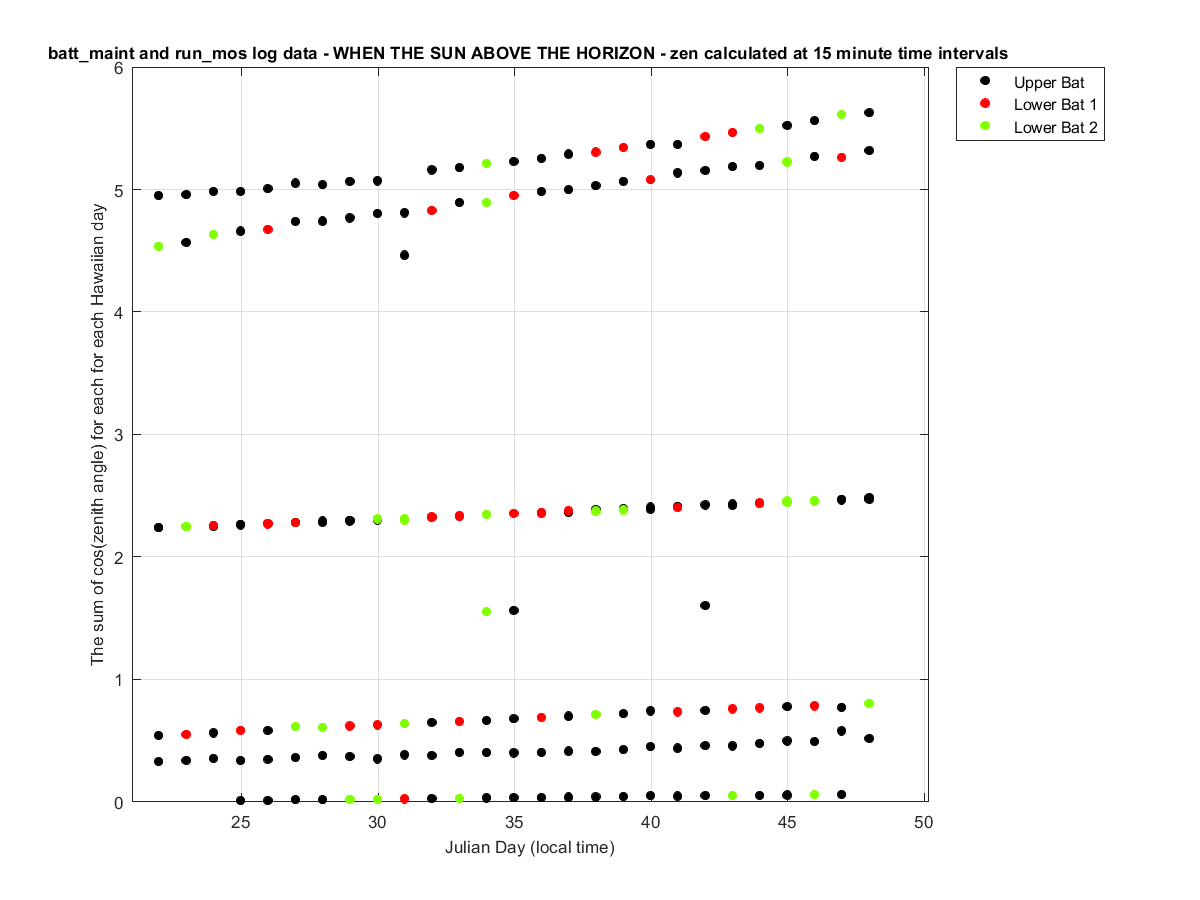 batt_maint and run_mos log data - WHEN THE SUN ABOVE THE HORIZON - zen calculated at 15 minute time intervals
Upper Bat
Lower Bat 1
Lower Bat 2
The sum of cos(zenith angle) for each for each Hawaiian day
6
5
4
3
2
1
0
25
30
35
40
45
50
Julian Day (local time)